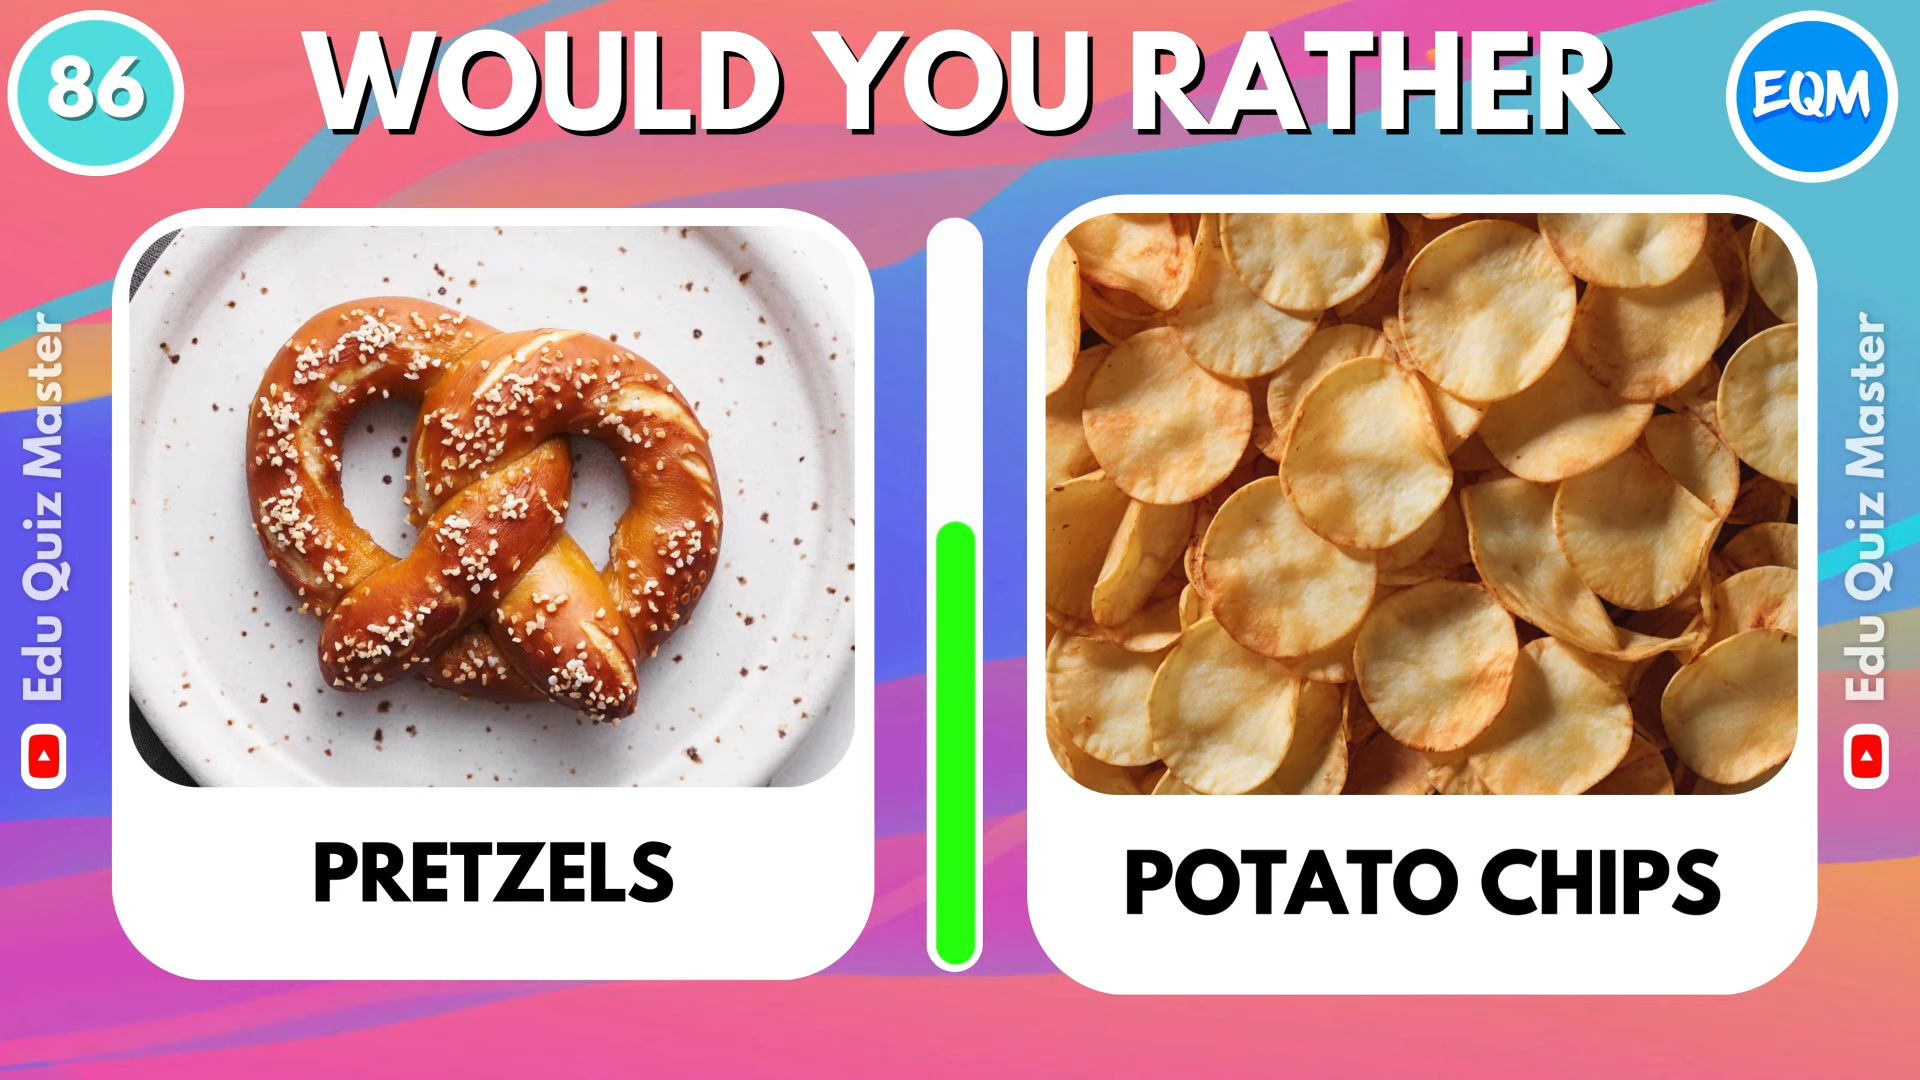 86
WOULD YOU RATHER
EQM
Edu Quiz Master
Edu Quiz Master
PRETZELS
POTATO CHIPS